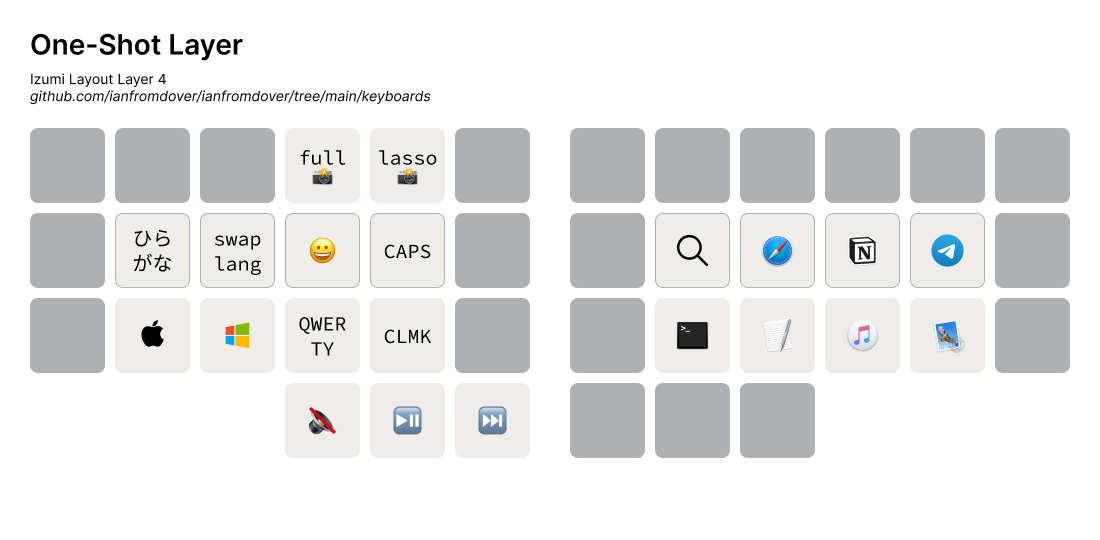 One-Shot Layer
Izumi Layout Layer 4
github.com/ianfromdover/ianfromdover/tree/main/keyboards
full
lasso
ひら
がな
swap
lang
CAPS
N
QWER
TY
CLMK
>_